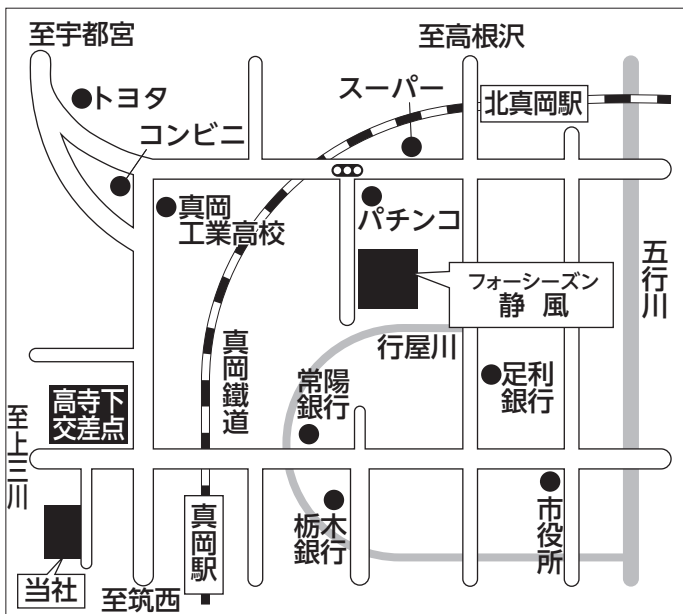 至宇都宮
至高根沢
トヨタ
スーパー
北真岡駅
コンビニ
真岡
工業高校
パチンコ
フォーシーズン
静 風
五行川
行屋川
真岡鐵道
常陽
銀行
足利
銀行
高寺下
交差点
至上三川
栃木
銀行
市役所
真岡駅
当社
至筑西